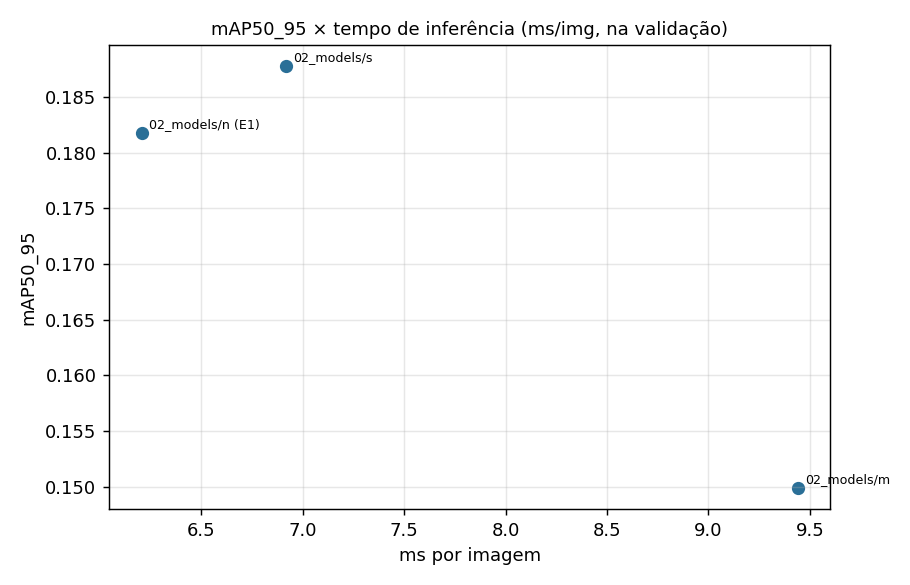 mAP50_95 × tempo de inferência (ms/img, na validação)
02_models/s
02_models/n (E1)
02_models/m
mAP50_95
0.185
0.180
0.175
0.170
0.165
0.160
0.155
0.150
6.5 7.0 7.5 8.0 8.5 9.0 9.5
ms por imagem